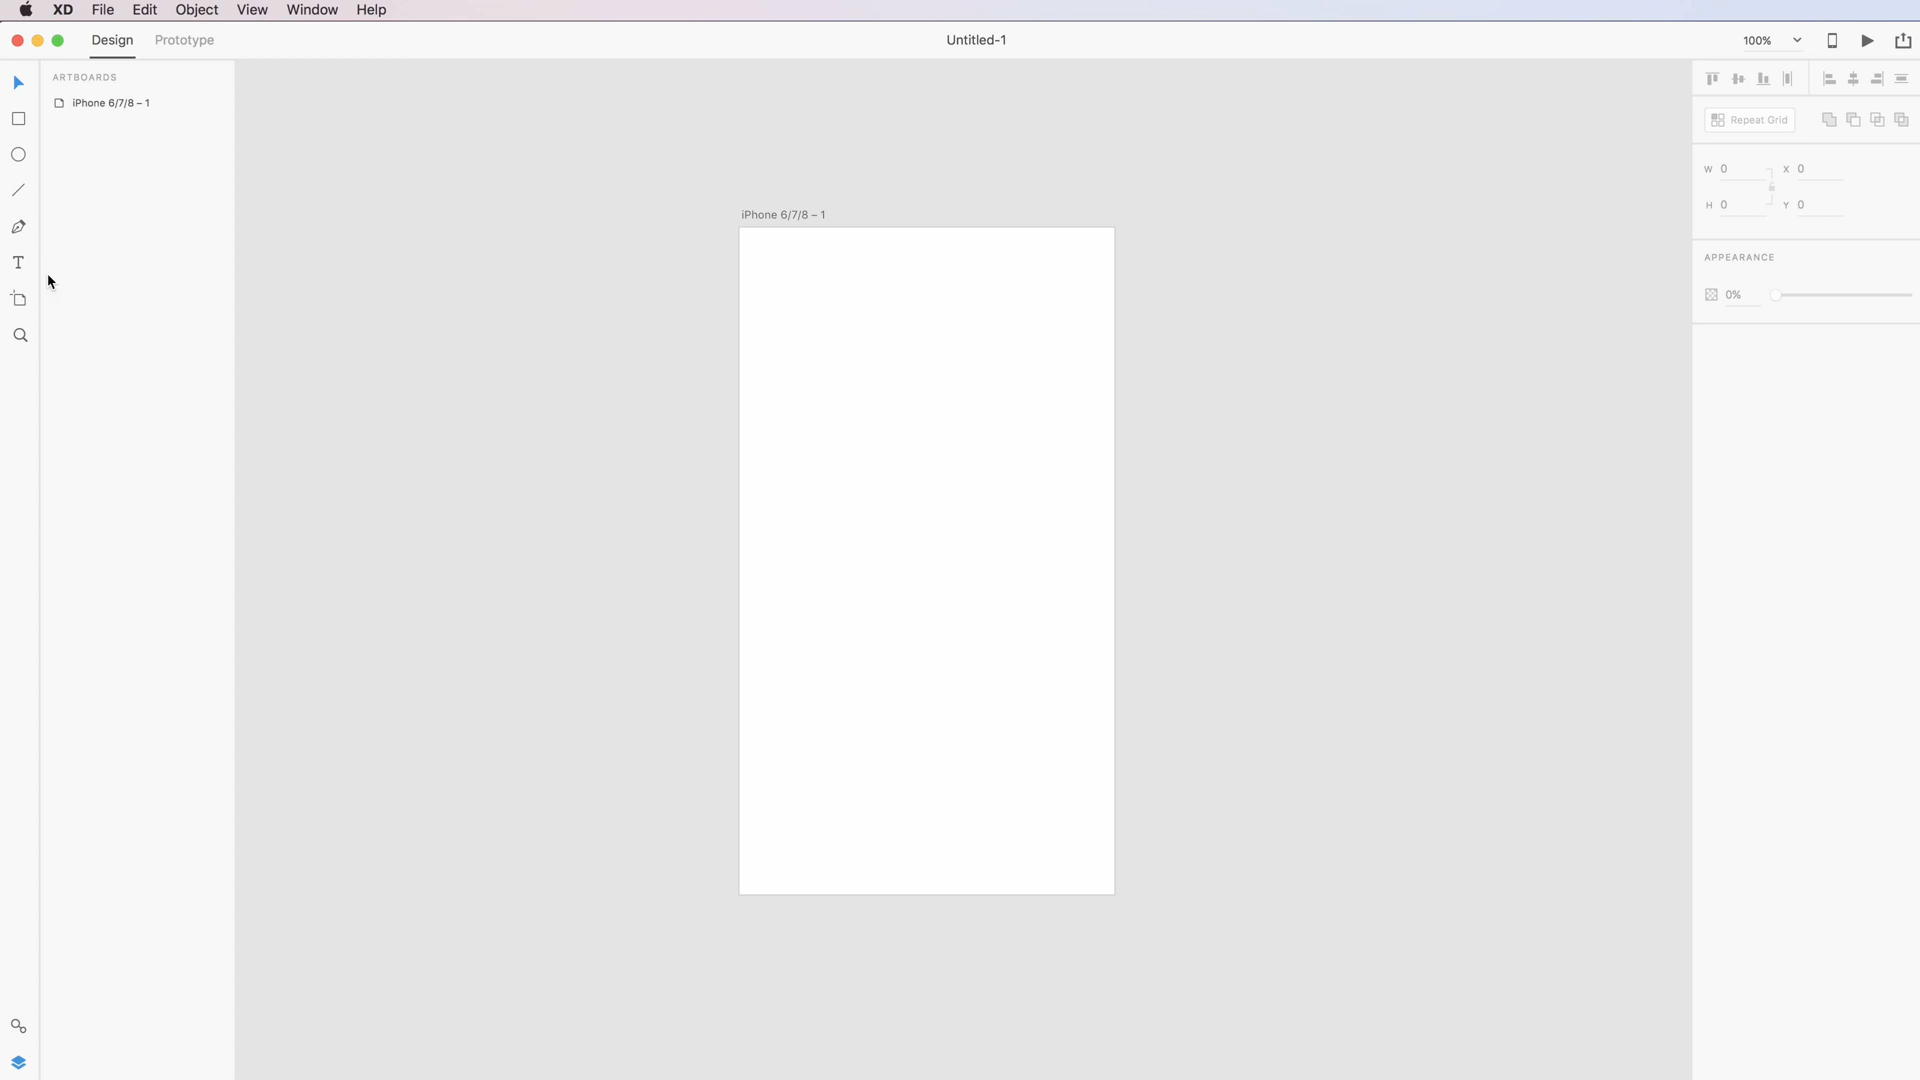 XD File Edit Object View Window Help
Design Prototype Untitled-1 100%
ARTBOARDS
iPhone 6/7/8 – 1
iPhone 6/7/8 – 1
Repeat Grid
W 0 X 0
H 0 Y 0
APPEARANCE
0%